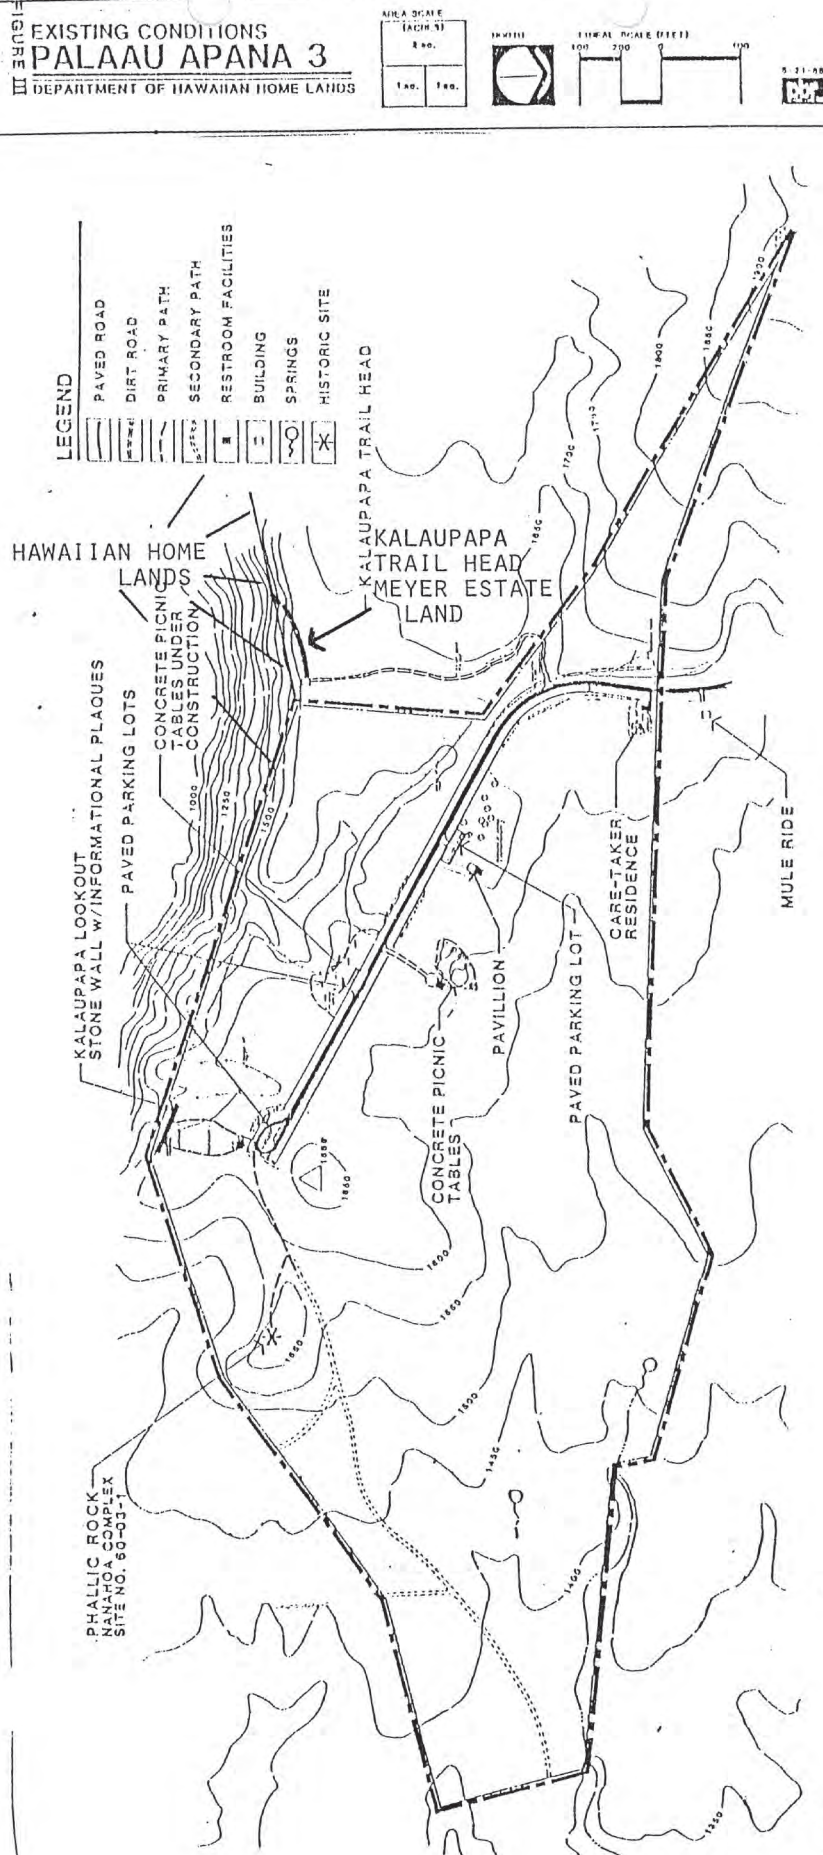 FIGURE III
EXISTING CONDITIONS
PALAAU APANA 3
DEPARTMENT OF HAWAIIAN HOME LANDS
AREA SCALE
(ACRES)
NORTH
LINEAL SCALE (FEET)
200
0
pbr
LEGEND
PAVED ROAD
DIRT ROAD
PRIMARY PATH
SECONDARY PATH
RESTROOM FACILITIES
BUILDING
SPRINGS
HISTORIC SITE
KALAUPAPA TRAIL HEAD
HAWAIIAN HOME
LANDS
KALAUPAPA
TRAIL HEAD
MEYER ESTATE
LAND
CONCRETE PICNIC
TABLES UNDER
CONSTRUCTION
PAVED PARKING LOTS
KALAUPAPA LOOKOUT
STONE WALL W/INFORMATIONAL PLAQUES
1000
1250
1500
1700
1800
CARE-TAKER
RESIDENCE
MULE RIDE
PAVILLION
PAVED PARKING LOT
CONCRETE PICNIC
TABLES
1600
1450
1400
1350
PHALLIC ROCK
NANAHOA COMPLEX
SITE NO. 60-03-1